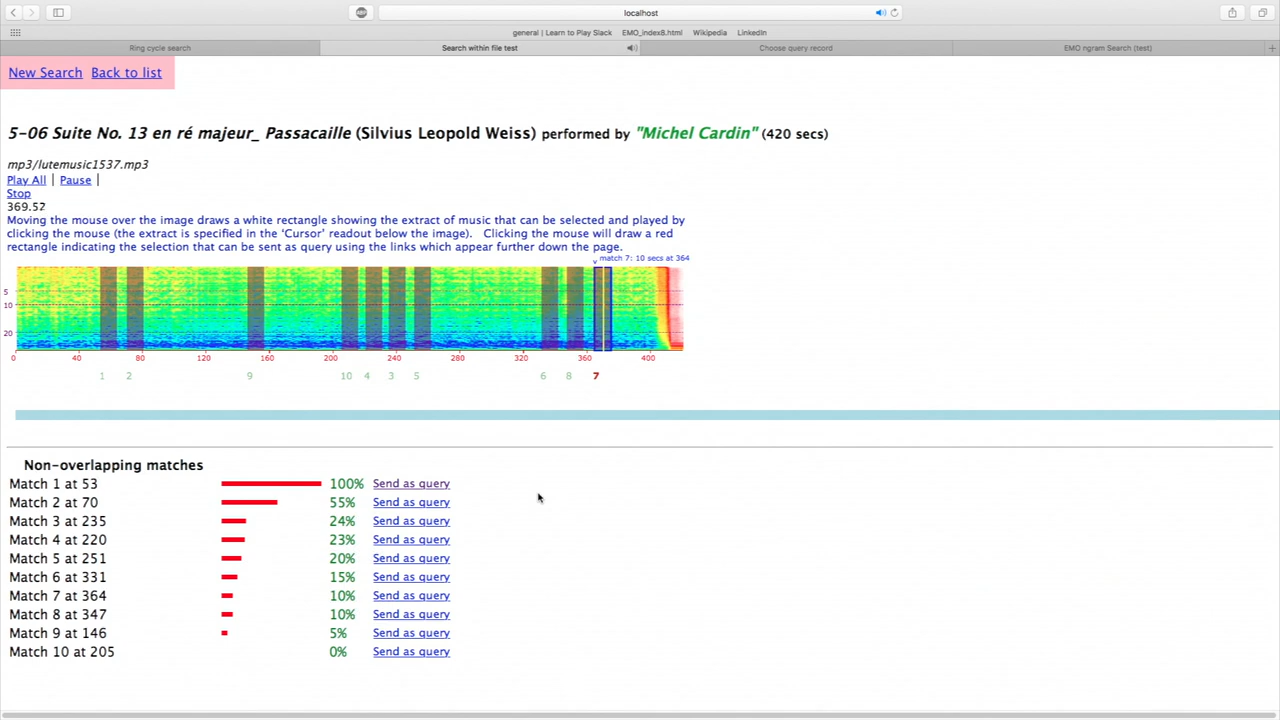 localhost
general | Learn to Play Slack EMO_index8.html Wikipedia LinkedIn
Ring cycle search Search within file test Choose query record EMO ngram Search (test)
New Search Back to list
5-06 Suite No. 13 en ré majeur_ Passacaille (Silvius Leopold Weiss) performed by "Michel Cardin" (420 secs)
mp3/lutemusic1537.mp3
Play All | Pause |
Stop
369.52
Moving the mouse over the image draws a white rectangle showing the extract of music that can be selected and played by
clicking the mouse (the extract is specified in the ‘Cursor’ readout below the image). Clicking the mouse will draw a red
rectangle indicating the selection that can be sent as query using the links which appear further down the page.
v match 7: 10 secs at 364
5
10
20
0 40 80 120 160 200 240 280 320 360 400
1 2 9 10 4 3 5 6 8 7
Non-overlapping matches
Match 1 at 53 100% Send as query
Match 2 at 70 55% Send as query
Match 3 at 235 24% Send as query
Match 4 at 220 23% Send as query
Match 5 at 251 20% Send as query
Match 6 at 331 15% Send as query
Match 7 at 364 10% Send as query
Match 8 at 347 10% Send as query
Match 9 at 146 5% Send as query
Match 10 at 205 0% Send as query